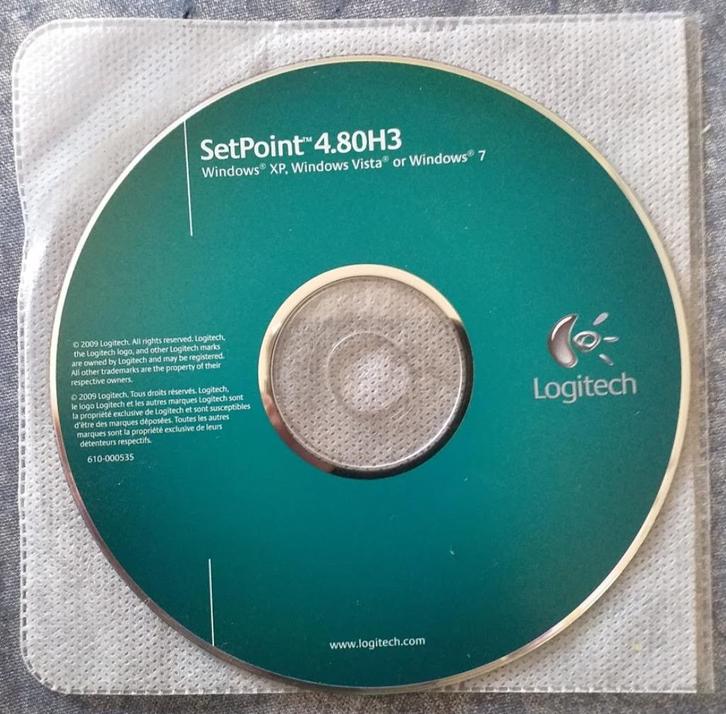 SetPoint™ 4.80H3
Windows® XP, Windows Vista® or Windows® 7
© 2009 Logitech. All rights reserved. Logitech,
the Logitech logo, and other Logitech marks
are owned by Logitech and may be registered.
All other trademarks are the property of their
respective owners.
© 2009 Logitech. Tous droits réservés. Logitech,
le logo Logitech et les autres marques Logitech sont
la propriété exclusive de Logitech et sont susceptibles
d'être des marques déposées. Toutes les autres
marques sont la propriété exclusive de leurs
détenteurs respectifs.
610-000535
Logitech
www.logitech.com